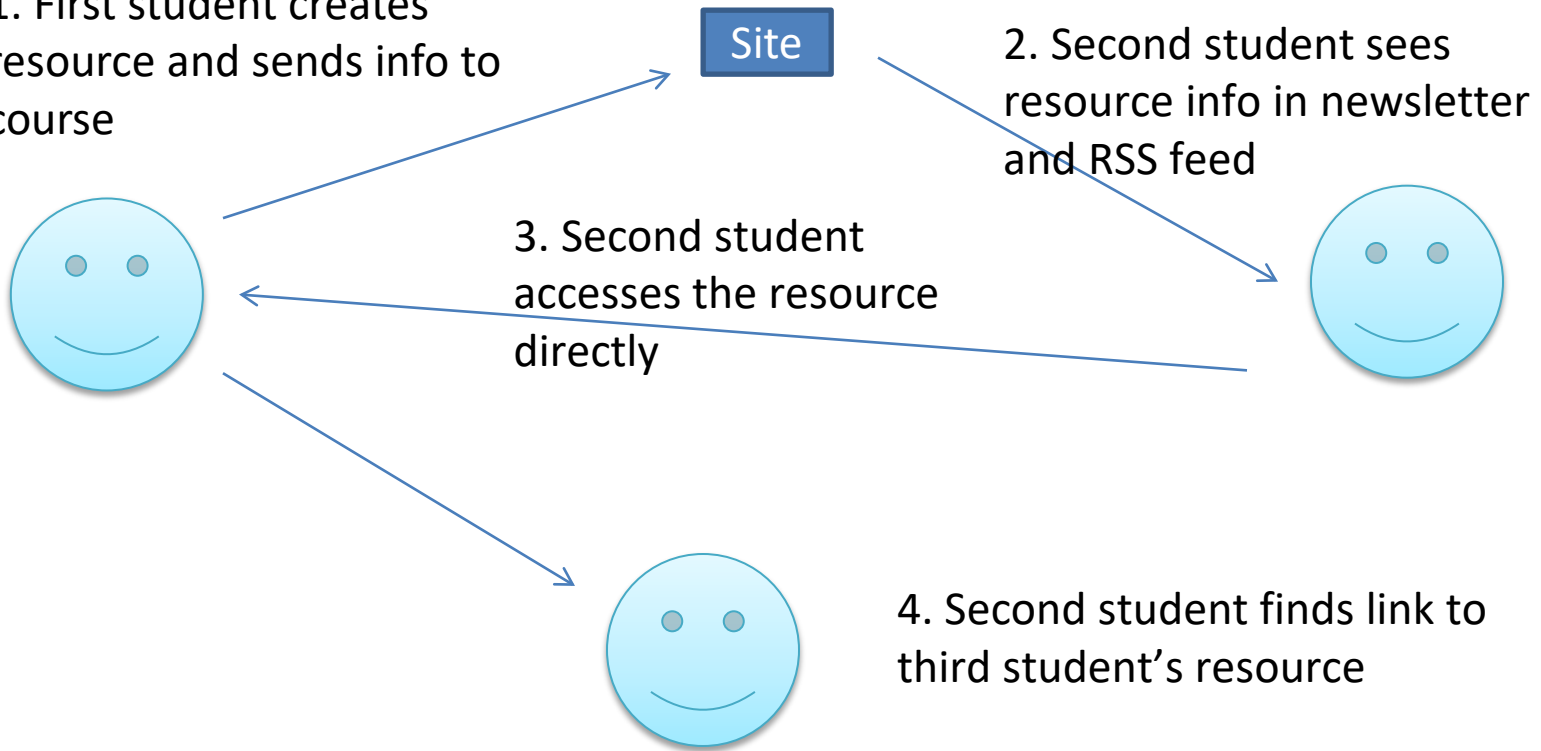 1. First student creates
resource and sends info to
course
Site
2. Second student sees
resource info in newsletter
and RSS feed
3. Second student
accesses the resource
directly
4. Second student finds link to
third student’s resource